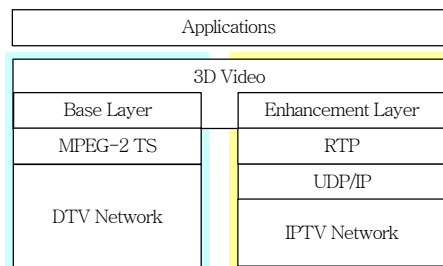 Applications
3D Video
Base Layer
Enhancement Layer
MPEG-2 TS
RTP
UDP/IP
DTV Network
IPTV Network